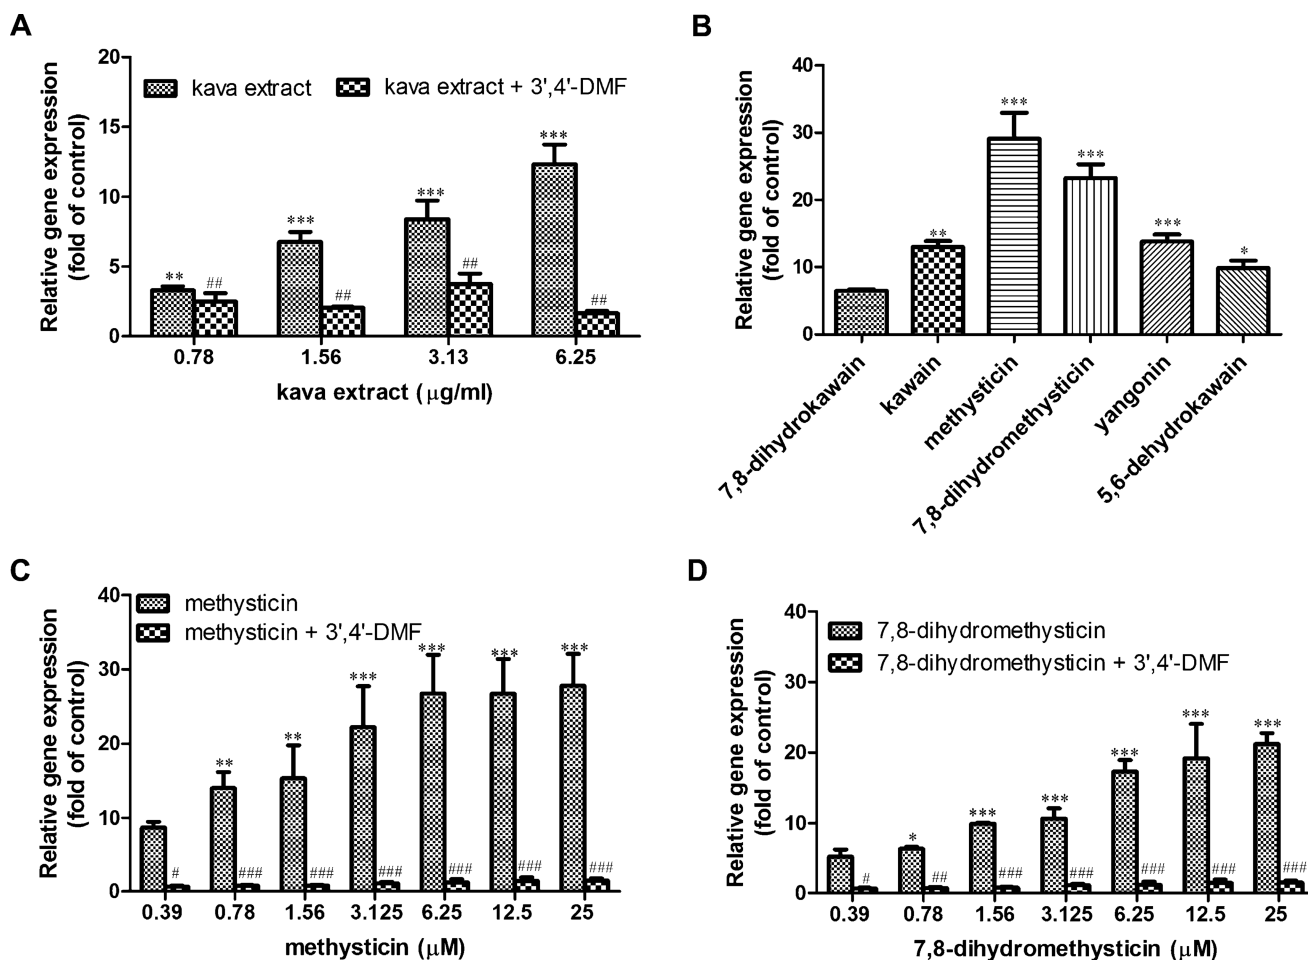 A
Relative gene expression
(fold of control)
20
15
10
5
0
kava extract
kava extract + 3',4'-DMF
**
##
***
##
***
##
***
##
0.78
1.56
3.13
6.25
kava extract (μg/ml)
B
Relative gene expression
(fold of control)
40
30
20
10
0
**
***
***
***
*
7,8-dihydrokawain
kawain
methysticin
7,8-dihydromethysticin
yangonin
5,6-dehydrokawain
C
Relative gene expression
(fold of control)
40
30
20
10
0
methysticin
methysticin + 3',4'-DMF
#
**
###
**
###
***
###
***
###
***
###
***
###
0.39
0.78
1.56
3.125
6.25
12.5
25
methysticin (μM)
D
Relative gene expression
(fold of control)
40
30
20
10
0
7,8-dihydromethysticin
7,8-dihydromethysticin + 3',4'-DMF
#
*
##
***
###
***
###
***
###
***
###
***
###
0.39
0.78
1.56
3.125
6.25
12.5
25
7,8-dihydromethysticin (μM)